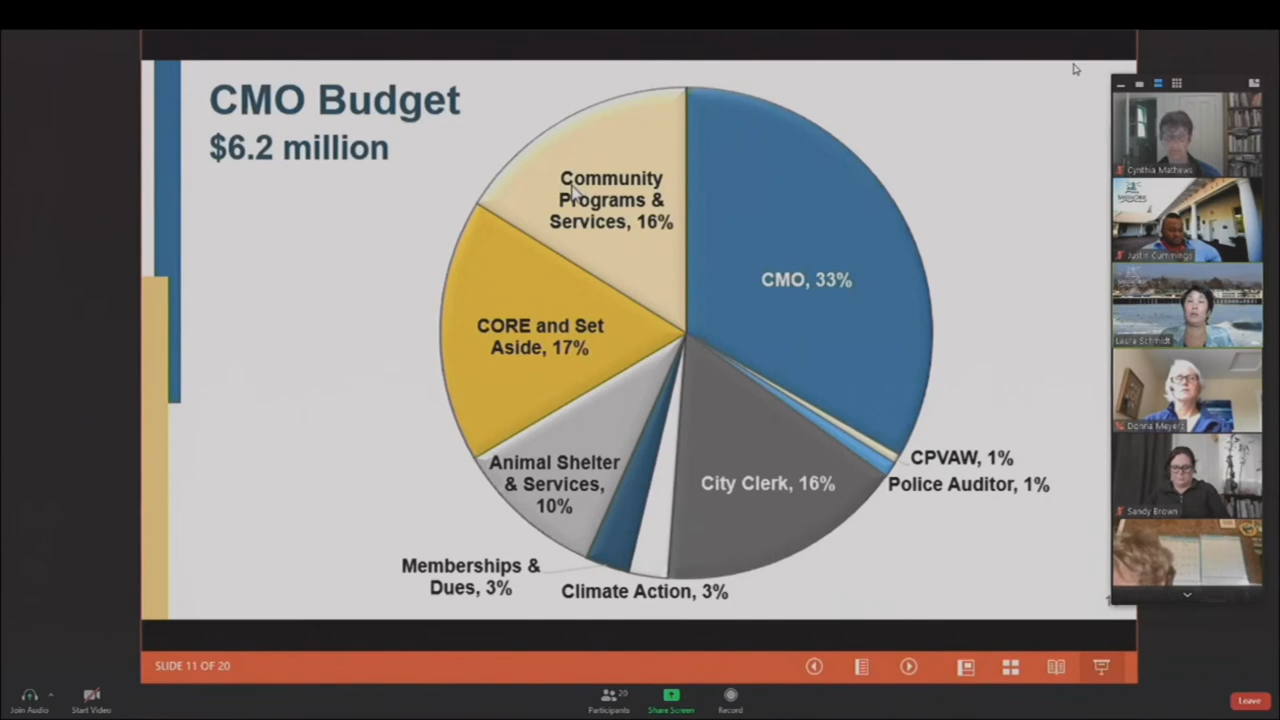 CMO Budget
$6.2 million
Community
Programs &
Services, 16%
CMO, 33%
CORE and Set
Aside, 17%
CPVAW, 1%
Police Auditor, 1%
City Clerk, 16%
Animal Shelter
& Services,
10%
Memberships &
Dues, 3%
Climate Action, 3%
Cynthia Mathews
Justin Cummings
Laura Schmidt
Donna Meyers
Sandy Brown
SLIDE 11 OF 20
Join Audio
Start Video
20
Participants
Share Screen
Record
Leave